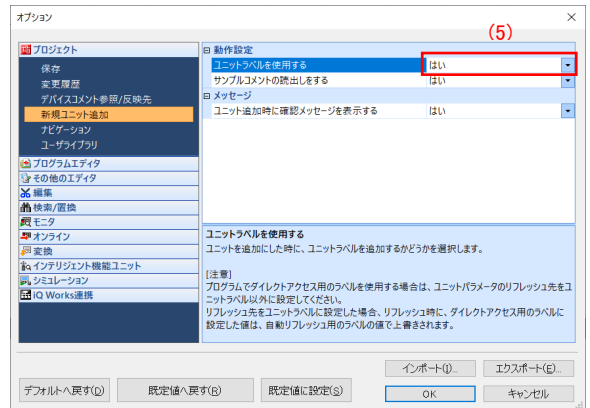 オプション
(5)
プロジェクト
保存
変更履歴
デバイスコメント参照/反映先
新規ユニット追加
ナビゲーション
ユーザライブラリ
プログラムエディタ
その他のエディタ
編集
検索/置換
モニタ
オンライン
変換
インテリジェント機能ユニット
シミュレーション
iQ Works連携
動作設定
ユニットラベルを使用する はい
サンプルコメントの読出しをする はい
メッセージ
ユニット追加時に確認メッセージを表示する はい
ユニットラベルを使用する
ユニットを追加にした時に、ユニットラベルを追加するかどうかを選択します。
[注意]
プログラムでダイレクトアクセス用のラベルを使用する場合は、ユニットパラメータのリフレッシュ先をユ
ニットラベル以外に設定してください。
リフレッシュ先をユニットラベルに設定した場合、リフレッシュ時に、ダイレクトアクセス用のラベルに
設定した値は、自動リフレッシュ用のラベルの値で上書きされます。
インポート(I)... エクスポート(E)...
デフォルトへ戻す(D) 既定値へ戻す(R) 既定値に設定(S) OK キャンセル